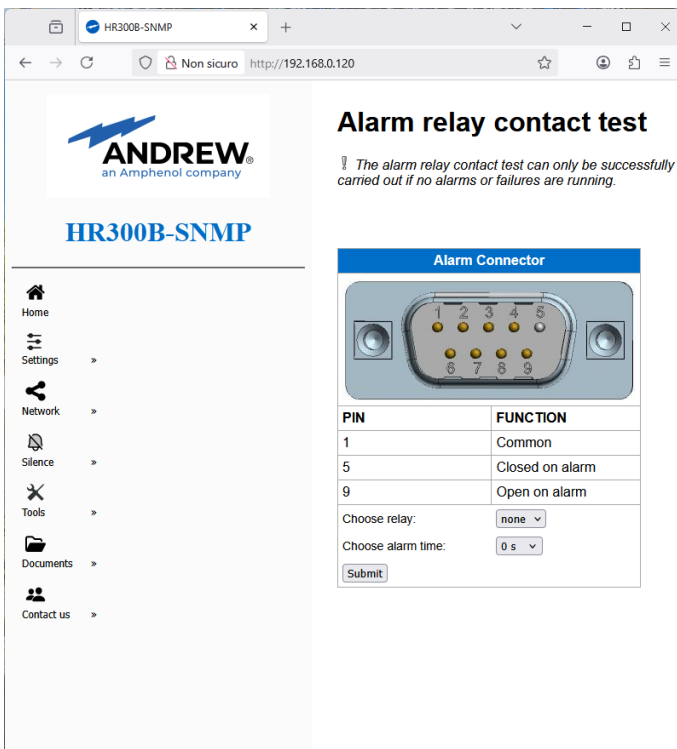 HR300B-SNMP
Non sicuro http://192.168.0.120
ANDREW®
an Amphenol company
HR300B-SNMP
Home
Settings »
Network »
Silence »
Tools »
Documents »
Contact us »
Alarm relay contact test
The alarm relay contact test can only be successfully
carried out if no alarms or failures are running.
Alarm Connector
1 2 3 4 5
6 7 8 9
PIN FUNCTION
1 Common
5 Closed on alarm
9 Open on alarm
Choose relay: none
Choose alarm time: 0 s
Submit